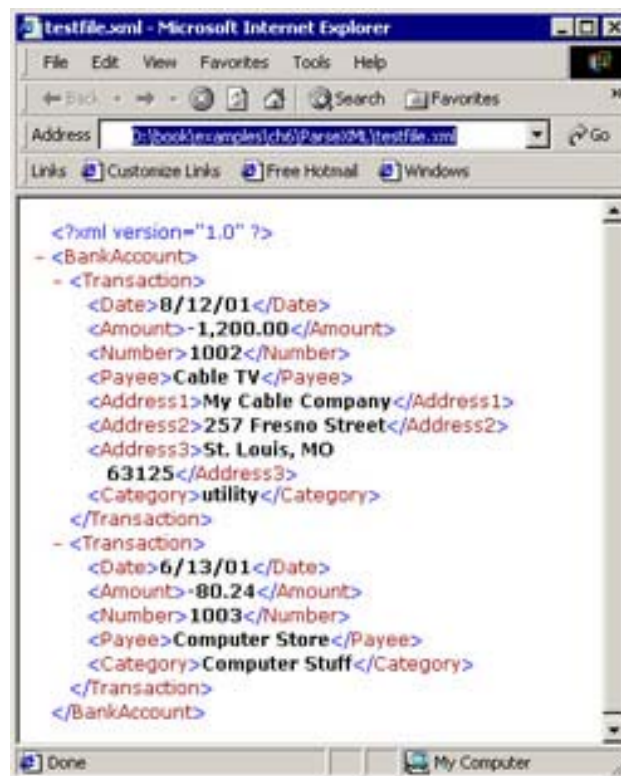 testfile.xml - Microsoft Internet Explorer
File Edit View Favorites Tools Help
Back Search Favorites »
Address D:\book\examples\ch6\ParseXML\testfile.xml Go
Links Customize Links Free Hotmail Windows
<?xml version="1.0" ?>
- <BankAccount>
- <Transaction>
<Date>8/12/01</Date>
<Amount>-1,200.00</Amount>
<Number>1002</Number>
<Payee>Cable TV</Payee>
<Address1>My Cable Company</Address1>
<Address2>257 Fresno Street</Address2>
<Address3>St. Louis, MO
63125</Address3>
<Category>utility</Category>
</Transaction>
- <Transaction>
<Date>6/13/01</Date>
<Amount>-80.24</Amount>
<Number>1003</Number>
<Payee>Computer Store</Payee>
<Category>Computer Stuff</Category>
</Transaction>
</BankAccount>
Done My Computer